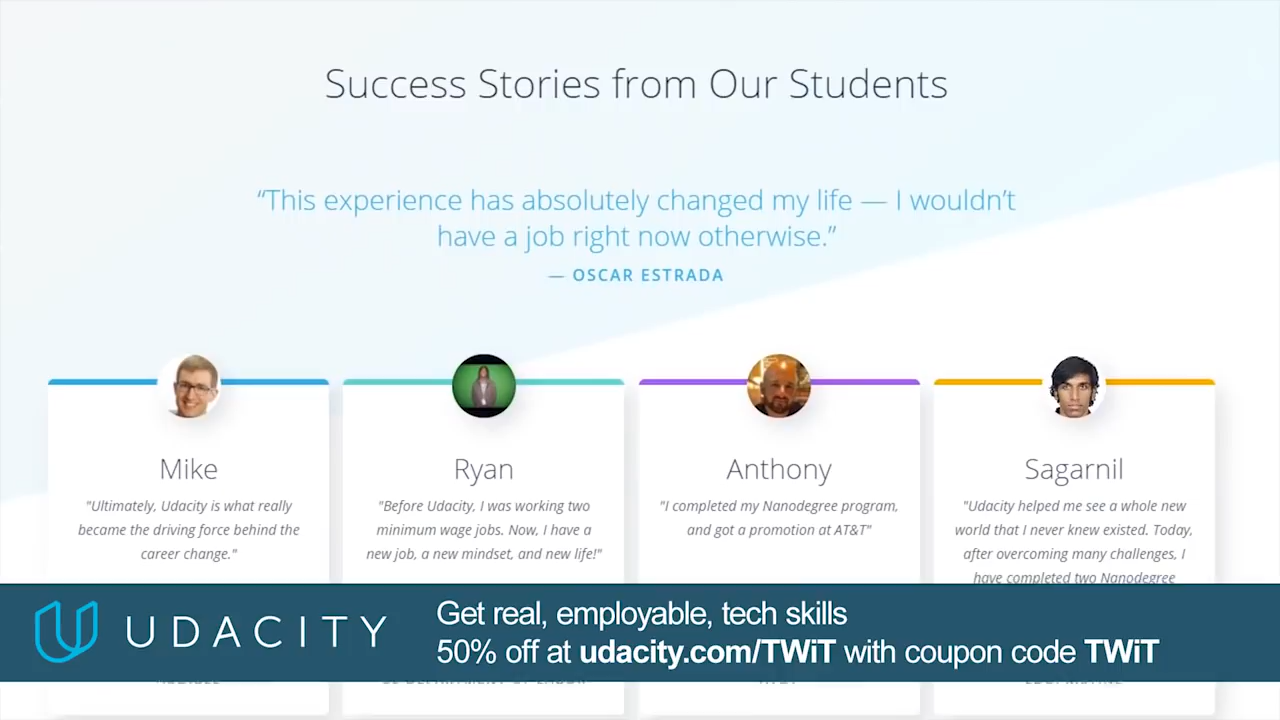 Success Stories from Our Students
“This experience has absolutely changed my life — I wouldn’t
have a job right now otherwise.”
— OSCAR ESTRADA
Mike
"Ultimately, Udacity is what really
became the driving force behind the
career change."
Ryan
"Before Udacity, I was working two
minimum wage jobs. Now, I have a
new job, a new mindset, and new life!"
Anthony
"I completed my Nanodegree program,
and got a promotion at AT&T"
Sagarnil
"Udacity helped me see a whole new
world that I never knew existed. Today,
after overcoming many challenges, I
have completed two Nanodegree
UDACITY
Get real, employable, tech skills
50% off at udacity.com/TWiT with coupon code TWiT